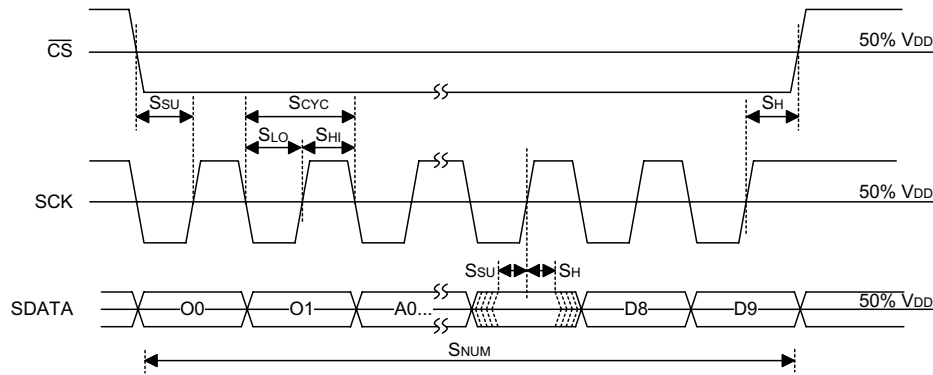 CS 50% VDD
SSU SCYC SH
SLO SHI
SCK 50% VDD
SSU SH
SDATA O0 O1 A0... D8 D9 50% VDD
SNUM